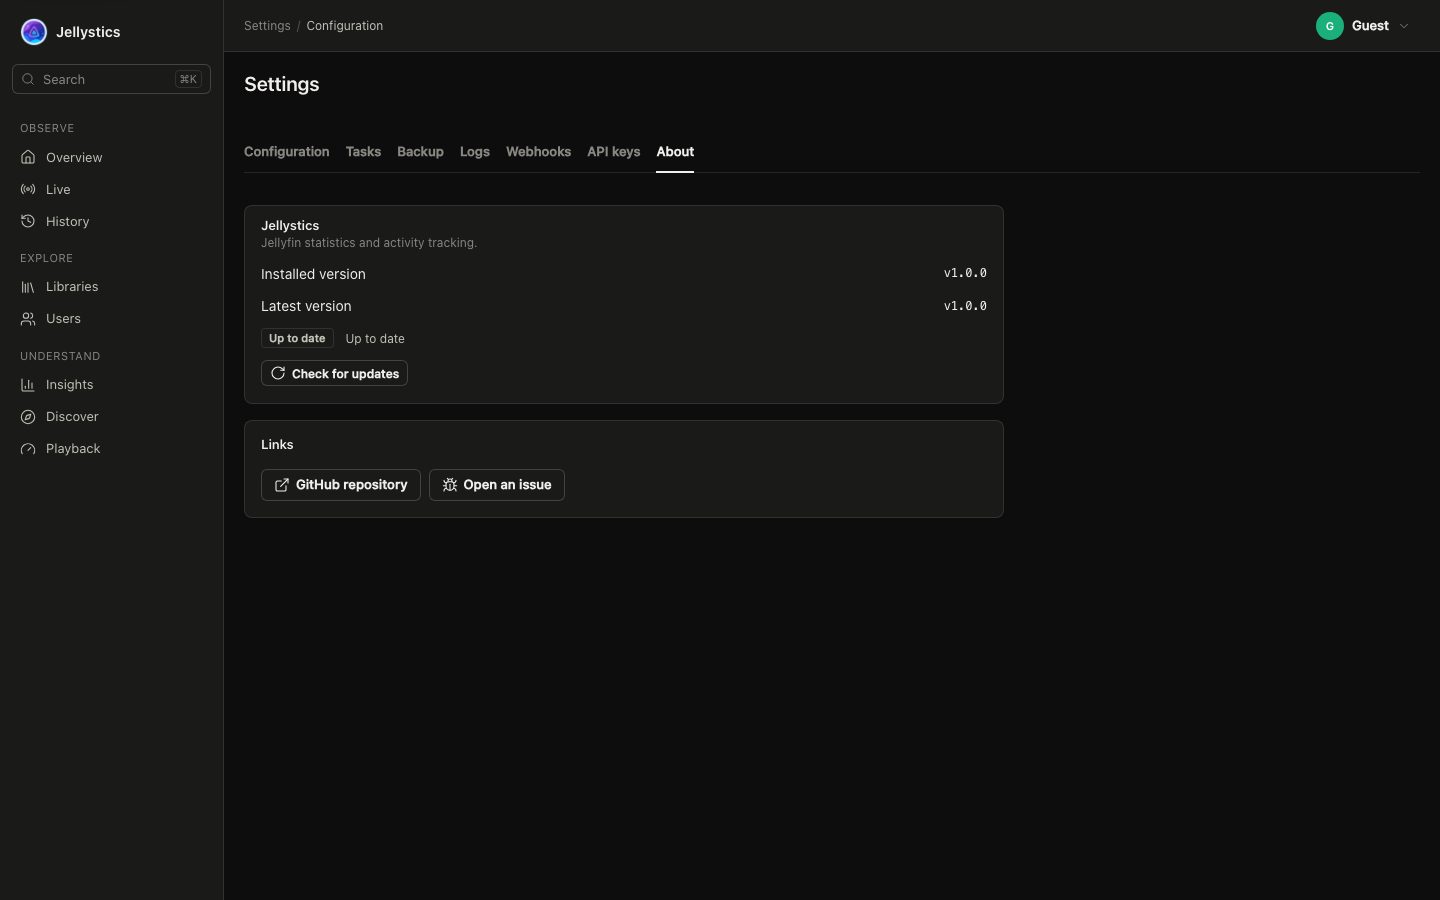 Jellystics
Search ⌘K
OBSERVE
Overview
Live
History
EXPLORE
Libraries
Users
UNDERSTAND
Insights
Discover
Playback
Settings / Configuration
G Guest
Settings
Configuration Tasks Backup Logs Webhooks API keys About
Jellystics
Jellyfin statistics and activity tracking.
Installed version v1.0.0
Latest version v1.0.0
Up to date Up to date
Check for updates
Links
GitHub repository Open an issue